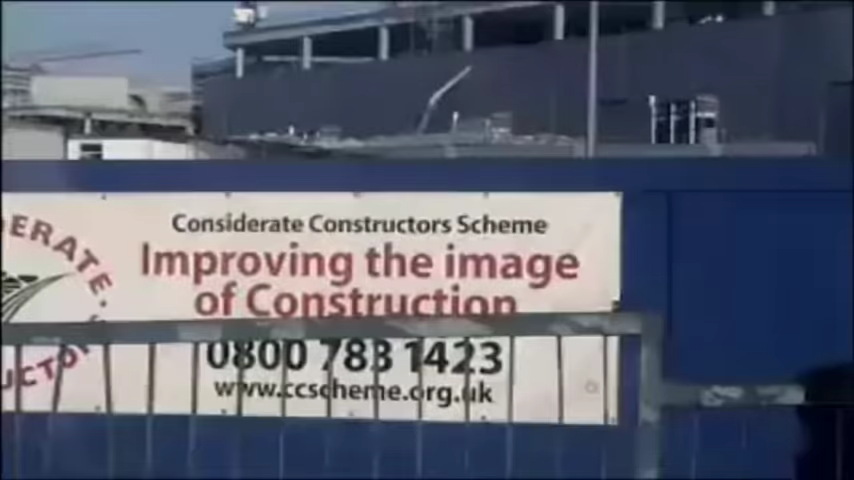 Considerate Constructors Scheme
Improving the image
of Construction
0800 783 1423
www.ccscheme.org.uk